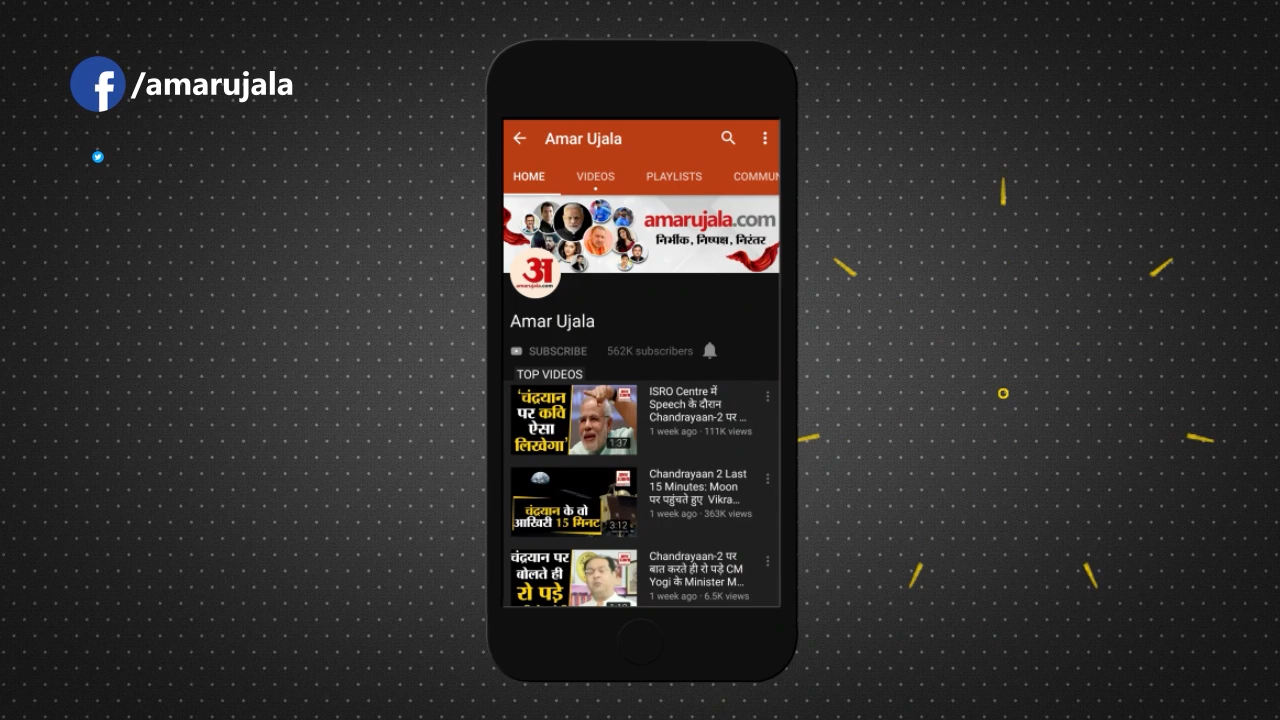 /amarujala
Amar Ujala
HOME VIDEOS PLAYLISTS COMMUN
amarujala.com
निर्भीक, निष्पक्ष, निरंतर
अ
amarujala.com
Amar Ujala
SUBSCRIBE 562K subscribers
TOP VIDEOS
'चंद्रयान
पर कवि
ऐसा
लिखेगा'
1:37
ISRO Centre में
Speech के दौरान
Chandrayaan-2 पर ...
1 week ago · 111K views
चंद्रयान के वो
आखिरी 15 मिनट
3:12
Chandrayaan 2 Last
15 Minutes: Moon
पर पहुंचते हुए Vikra...
1 week ago · 363K views
चंद्रयान पर
बोलते ही
रो पड़े
Chandrayaan-2 पर
बात करते ही रो पड़े CM
Yogi के Minister M...
1 week ago · 6.5K views